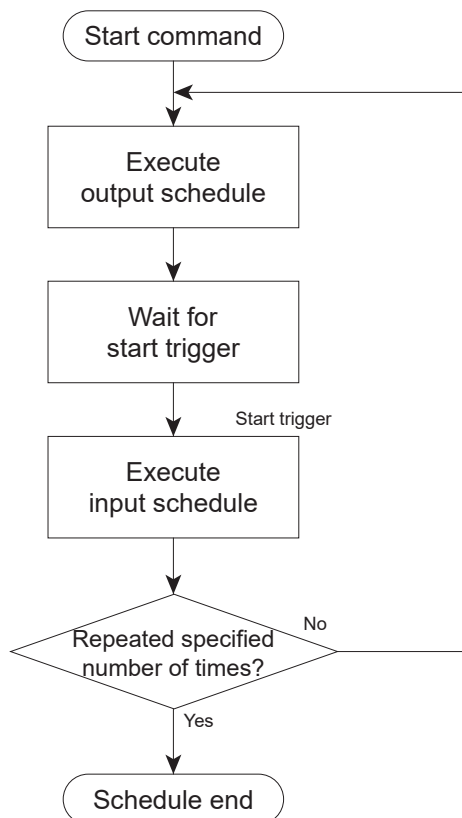 Start command
Execute
output schedule
Wait for
start trigger
Start trigger
Execute
input schedule
Repeated specified
number of times?
No
Yes
Schedule end